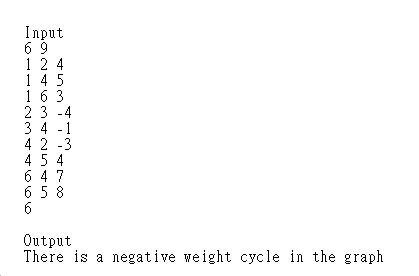 Input
6 9
1 2 4
1 4 5
1 6 3
2 3 -4
3 4 -1
4 2 -3
4 5 4
6 4 7
6 5 8
6
Output
There is a negative weight cycle in the graph